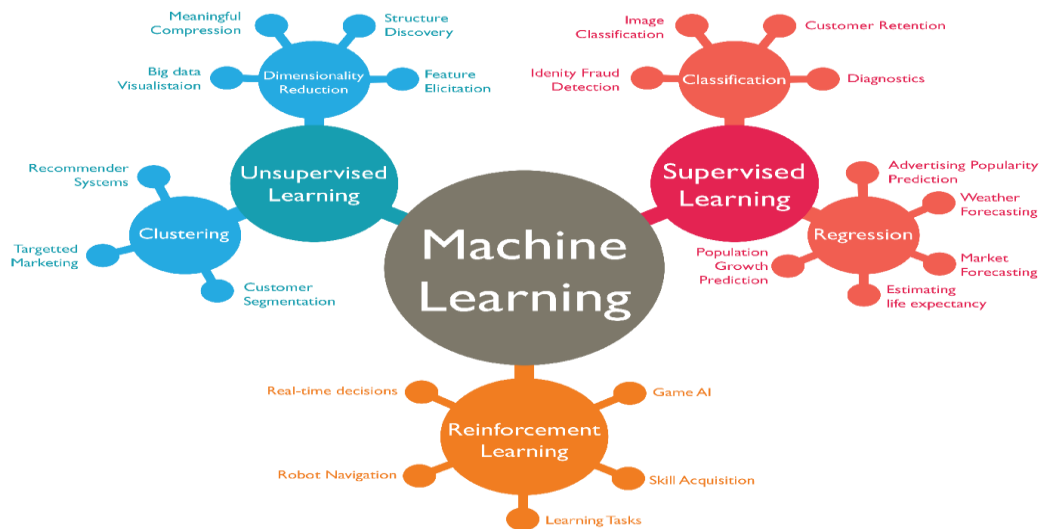 Meaningful
Compression
Structure
Discovery
Big data
Visualistaion
Dimensionality
Reduction
Feature
Elicitation
Unsupervised
Learning
Recommender
Systems
Clustering
Targetted
Marketing
Customer
Segmentation
Machine
Learning
Image
Classification
Customer Retention
Idenity Fraud
Detection
Classification
Diagnostics
Supervised
Learning
Advertising Popularity
Prediction
Weather
Forecasting
Regression
Population
Growth
Prediction
Market
Forecasting
Estimating
life expectancy
Real-time decisions
Game AI
Reinforcement
Learning
Robot Navigation
Skill Acquisition
Learning Tasks